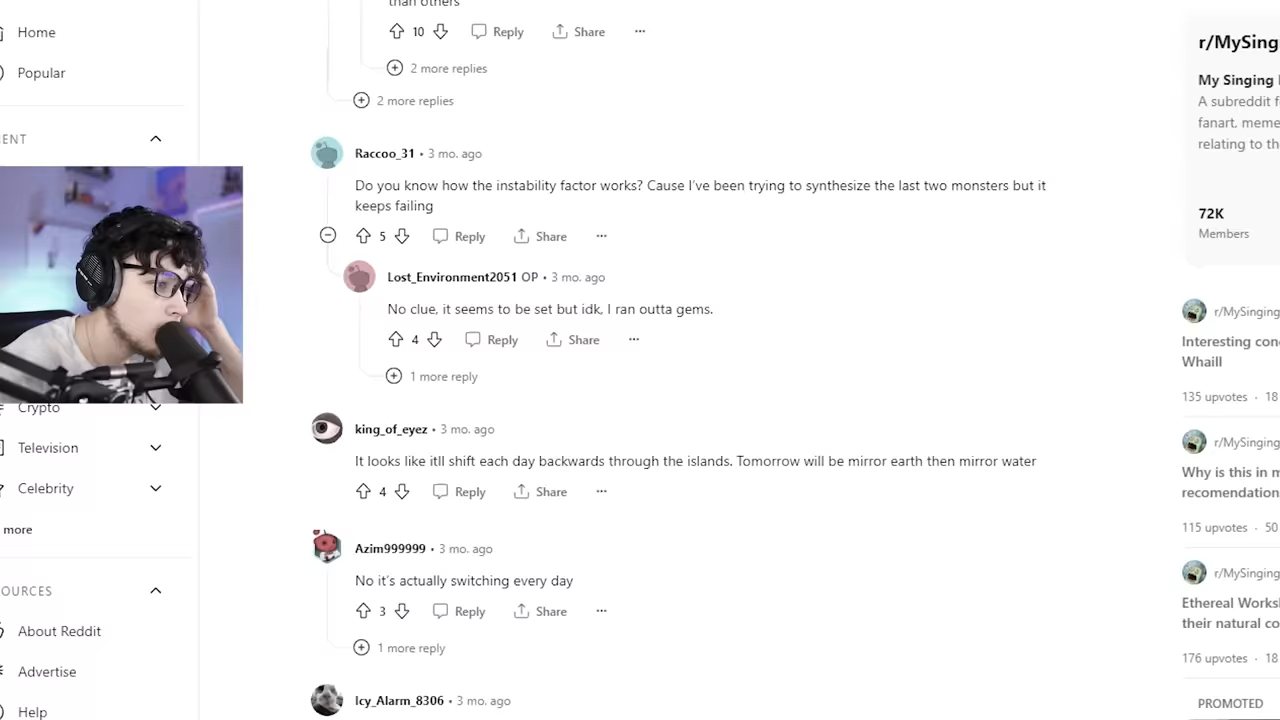 than others
10 Reply Share ...
2 more replies
2 more replies
Raccoo_31 • 3 mo. ago
Do you know how the instability factor works? Cause I've been trying to synthesize the last two monsters but it
keeps failing
5 Reply Share ...
Lost_Environment2051 OP • 3 mo. ago
No clue, it seems to be set but idk, I ran outta gems.
4 Reply Share ...
1 more reply
king_of_eyez • 3 mo. ago
It looks like itll shift each day backwards through the islands. Tomorrow will be mirror earth then mirror water
4 Reply Share ...
Azim999999 • 3 mo. ago
No it's actually switching every day
3 Reply Share ...
1 more reply
Icy_Alarm_8306 • 3 mo. ago
Home
Popular
ENT
Crypto
Television
Celebrity
more
OURCES
About Reddit
Advertise
Help
r/MySing
My Singing
A subreddit f
fanart, meme
relating to th
72K
Members
r/MySinging
Interesting con
Whaill
135 upvotes · 18
r/MySinging
Why is this in m
recomendation
115 upvotes · 50
r/MySinging
Ethereal Worksl
their natural co
176 upvotes · 18
PROMOTED